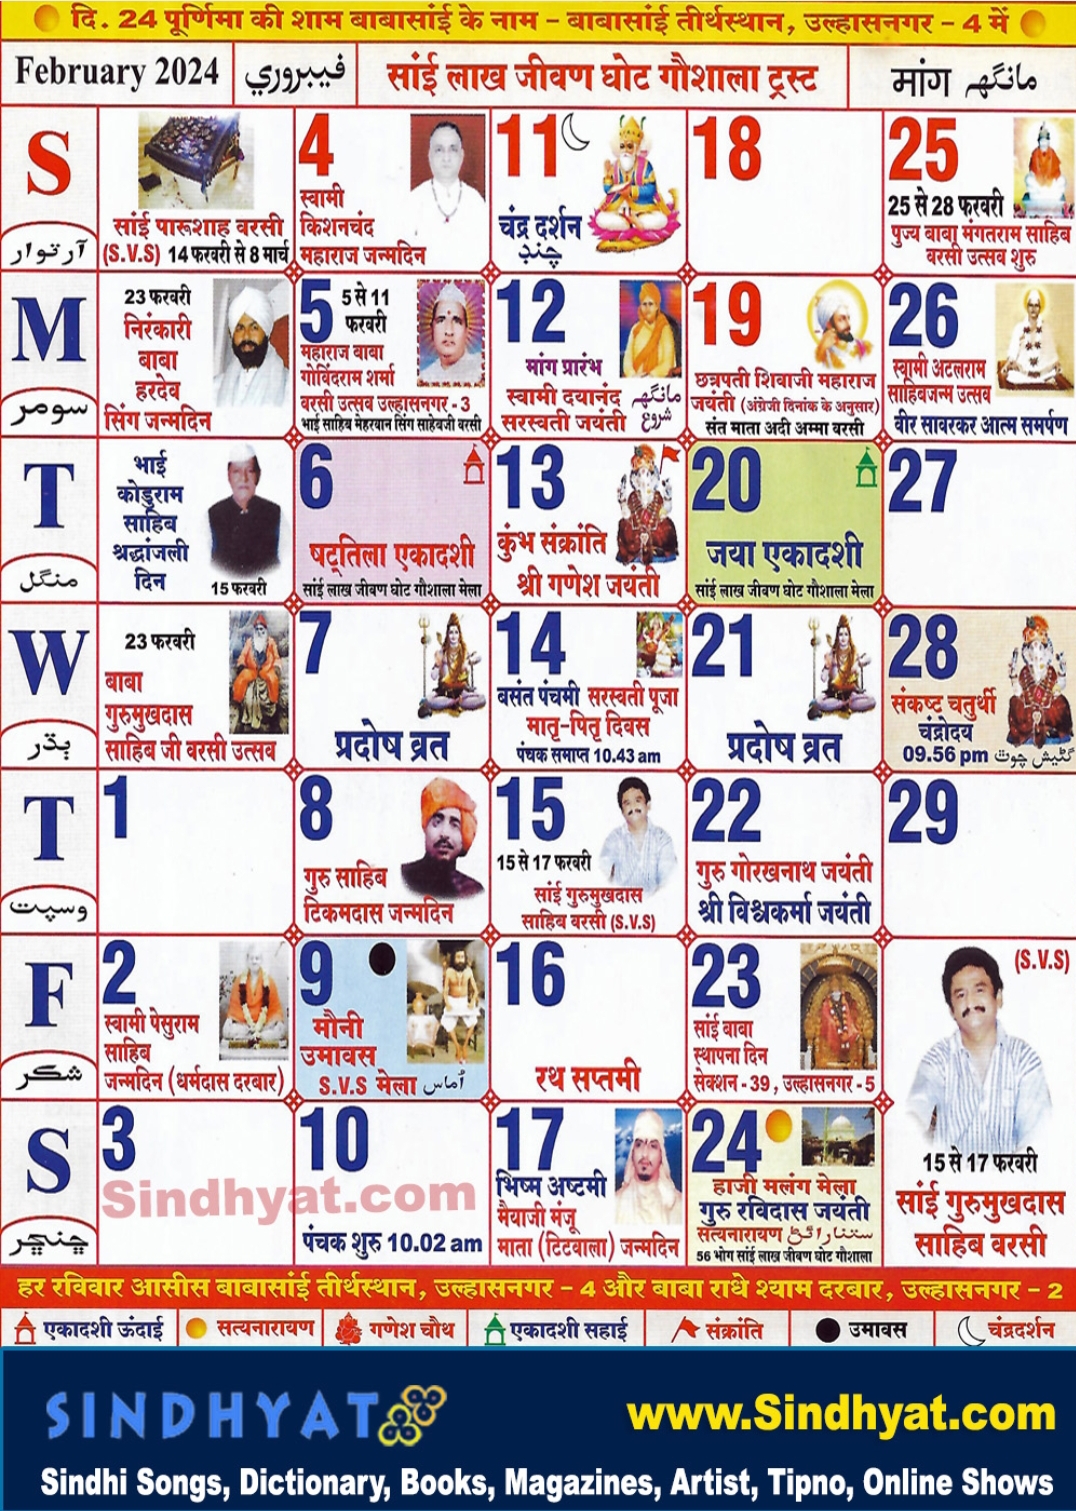 दि. 24 पूर्णिमा की शाम बाबासांई के नाम - बाबासांई तीर्थस्थान, उल्हासनगर - 4 में
February 2024
فيبروري
सांई लाख जीवण घोट गौशाला ट्रस्ट
मांग مانگهہ
S
آرتوار
सांई पारूशाह वरसी
(S.V.S) 14 फरवरी से 8 मार्च
4
स्वामी
किशनचंद
महाराज जन्मदिन
11
चंद्र दर्शन
چنڊ
18
25
25 से 28 फरवरी
पुज्य बाबा मंगतराम साहिब
वरसी उत्सव शुरु
M
سومر
23 फरवरी
निरंकारी
बाबा
हरदेव
सिंग जन्मदिन
5
5 से 11
फरवरी
महाराज बाबा
गोविंदराम शर्मा
वरसी उत्सव उल्हासनगर - 3
भाई साहिब मेहरवान सिंग साहेबजी वरसी
12
मांग प्रारंभ
स्वामी दयानंद
सरस्वती जयंती
مانگهہ
شروع
19
छत्रपती शिवाजी महाराज
जयंती (अंग्रेजी दिनांक के अनुसार)
संत माता अदी अम्मा वरसी
26
स्वामी अटलराम
साहिबजन्म उत्सव
वीर सावरकर आत्म समर्पण
T
منگل
भाई
कोडुराम
साहिब
श्रद्धांजली
दिन
15 फरवरी
6
षट्तिला एकादशी
सांई लाख जीवण घोट गौशाला मेला
13
कुंभ संक्रांति
श्री गणेश जयंती
20
जया एकादशी
सांई लाख जीवण घोट गौशाला मेला
27
W
ٻڌر
23 फरवरी
बाबा
गुरुमुखदास
साहिब जी वरसी उत्सव
7
प्रदोष व्रत
14
बसंत पंचमी सरस्वती पूजा
मातृ-पितृ दिवस
पंचक समाप्त 10.43 am
21
प्रदोष व्रत
28
संकष्ट चतुर्थी
चंद्रोदय
09.56 pm گڻيش چوٿ
T
وسپت
1
8
गुरु साहिब
टिकमदास जन्मदिन
15
15 से 17 फरवरी
सांई गुरुमुखदास
साहिब वरसी (S.V.S)
22
गुरु गोरखनाथ जयंती
श्री विश्वकर्मा जयंती
29
F
شڪر
2
स्वामी पेसुराम
साहिब
जन्मदिन (धर्मदास दरबार)
9
मौनी
उमावस
S.V.S मेला اُماس
16
रथ सप्तमी
23
सांई बाबा
स्थापना दिन
सेक्शन - 39, उल्हासनगर - 5
(S.V.S)
15 से 17 फरवरी
सांई गुरुमुखदास
साहिब वरसी
S
ڇنڇر
3
Sindhyat.com
10
पंचक शुरु 10.02 am
17
भिष्म अष्टमी
मैयाजी मंजू
माता (टिटवाला) जन्मदिन
24
हाजी मलंग मेला
गुरु रविदास जयंती
सत्यनारायण ستنارائڻ
56 भोग सांई लाख जीवण घोट गौशाला
हर रविवार आसीस बाबासांई तीर्थस्थान, उल्हासनगर - 4 और बाबा राधे श्याम दरबार, उल्हासनगर - 2
एकादशी ऊंदाई सत्यनारायण गणेश चौथ एकादशी सहाई संक्रांति उमावस चंद्रदर्शन
SINDHYAT
www.Sindhyat.com
Sindhi Songs, Dictionary, Books, Magazines, Artist, Tipno, Online Shows